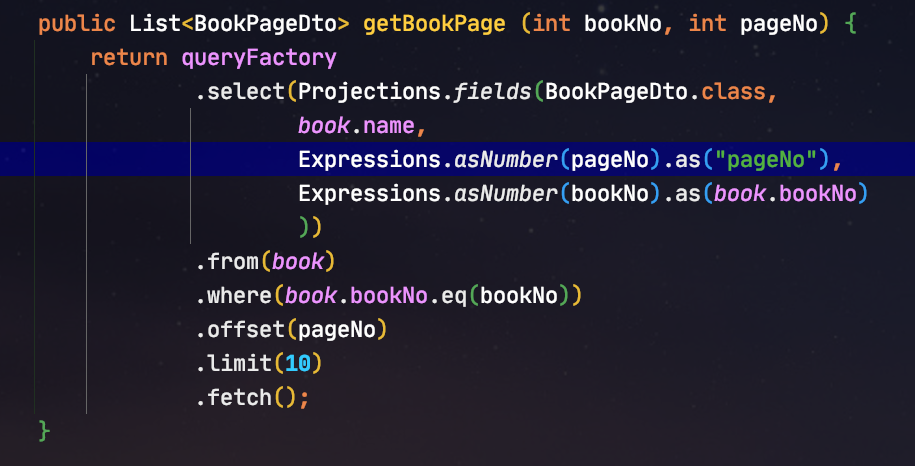 public List<BookPageDto> getBookPage (int bookNo, int pageNo) {
return queryFactory
.select(Projections.fields(BookPageDto.class,
book.name,
Expressions.asNumber(pageNo).as("pageNo"),
Expressions.asNumber(bookNo).as(book.bookNo)
))
.from(book)
.where(book.bookNo.eq(bookNo))
.offset(pageNo)
.limit(10)
.fetch();
}